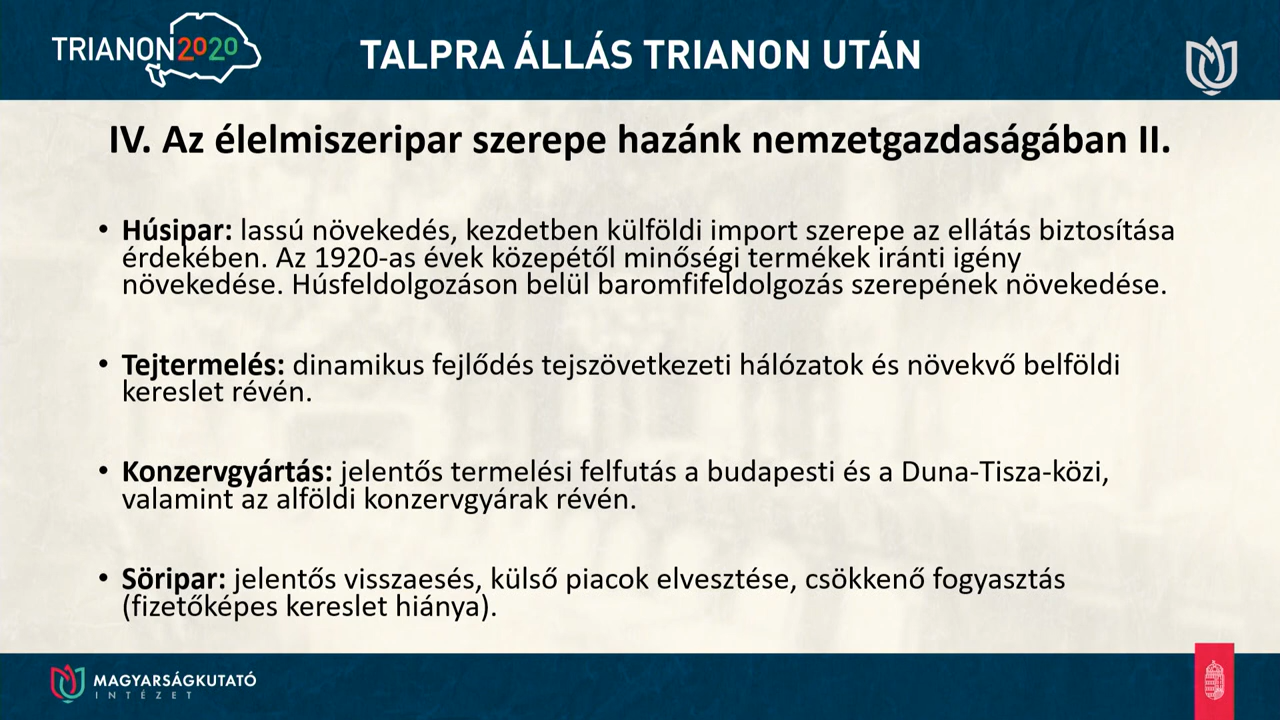 TRIANON2020
TALPRA ÁLLÁS TRIANON UTÁN
IV. Az élelmiszeripar szerepe hazánk nemzetgazdaságában II.
• Húsipar: lassú növekedés, kezdetben külföldi import szerepe az ellátás biztosítása
érdekében. Az 1920-as évek közepétől minőségi termékek iránti igény
növekedése. Húsfeldolgozáson belül baromfifeldolgozás szerepének növekedése.
• Tejtermelés: dinamikus fejlődés tejszövetkezeti hálózatok és növekvő belföldi
kereslet révén.
• Konzervgyártás: jelentős termelési felfutás a budapesti és a Duna-Tisza-közi,
valamint az alföldi konzervgyárak révén.
• Söripar: jelentős visszaesés, külső piacok elvesztése, csökkenő fogyasztás
(fizetőképes kereslet hiánya).
MAGYARSÁGKUTATÓ
INTÉZET